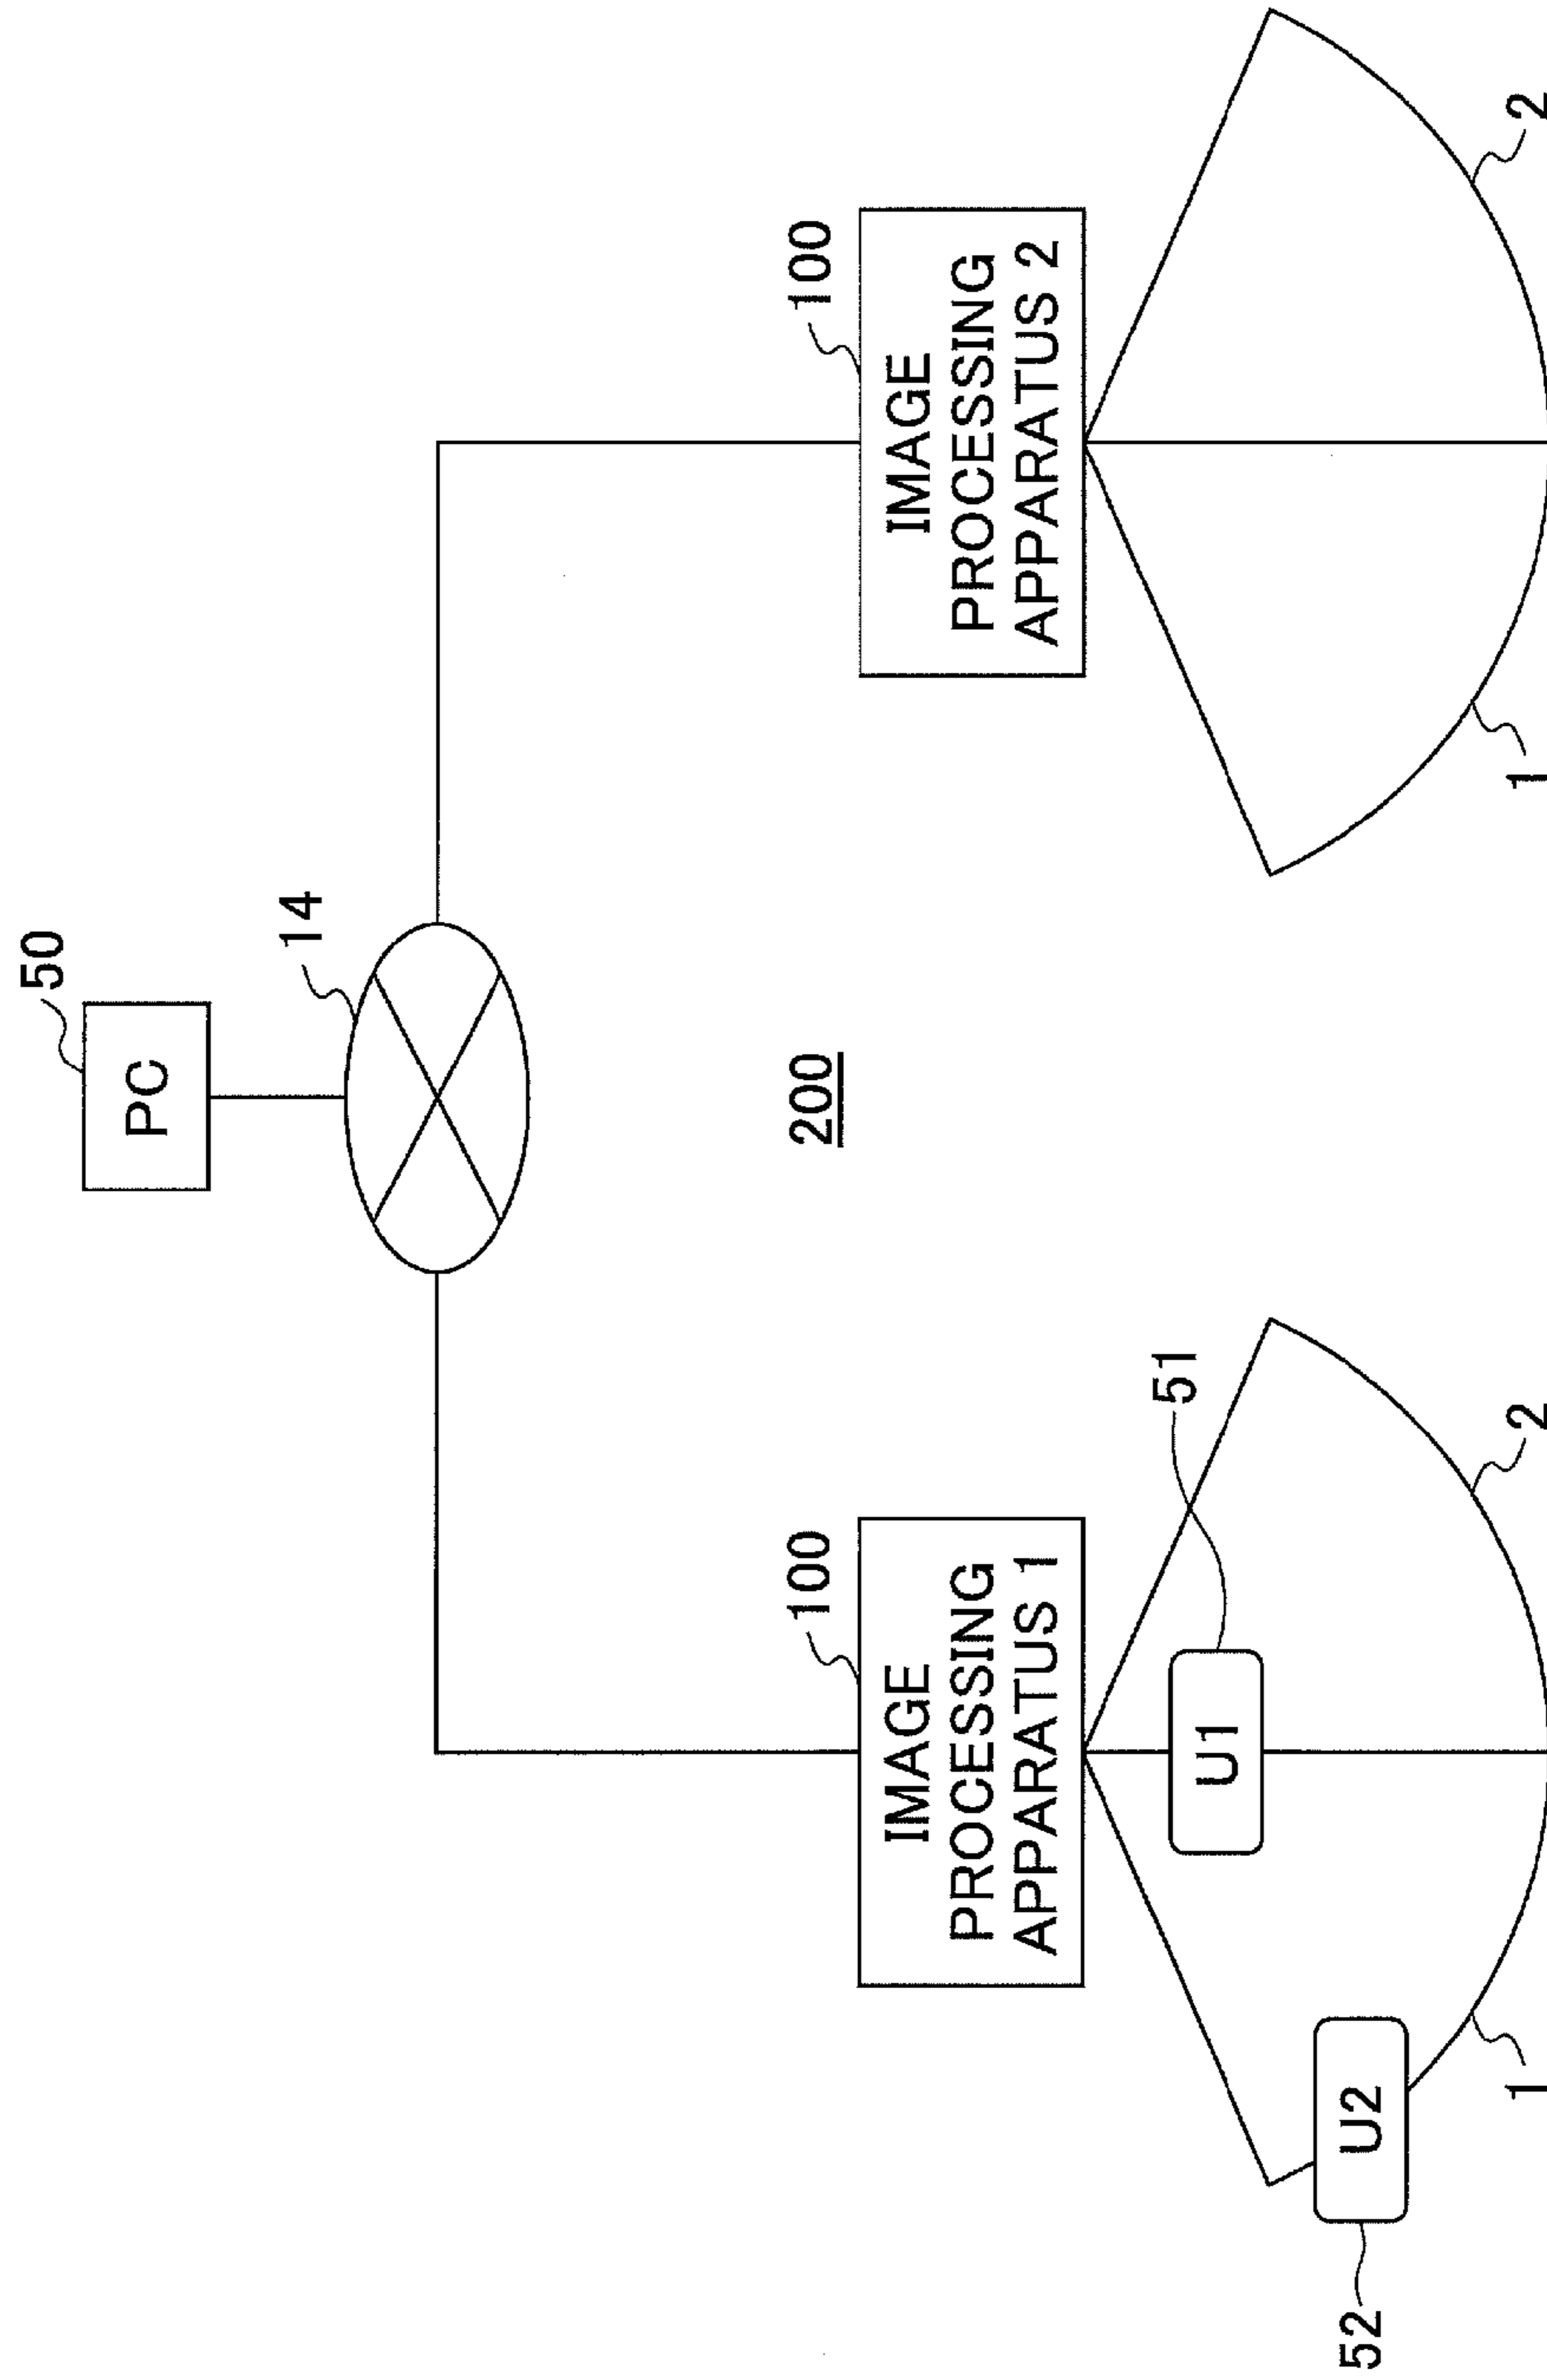 50
PC
14
200
100
IMAGE
PROCESSING
APPARATUS 1
51
U1
U2
52
1
2
100
IMAGE
PROCESSING
APPARATUS 2
1
2